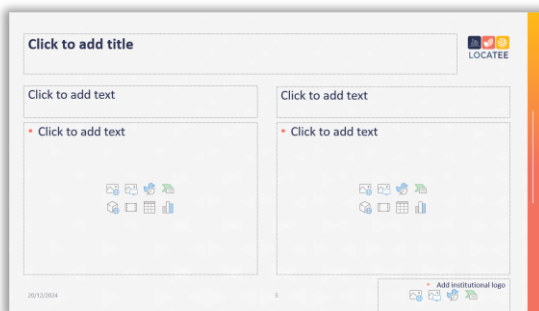 Click to add title
LOCATEE
Click to add text
Click to add text
• Click to add text
• Click to add text
• Add institutional logo
20/12/2024
3